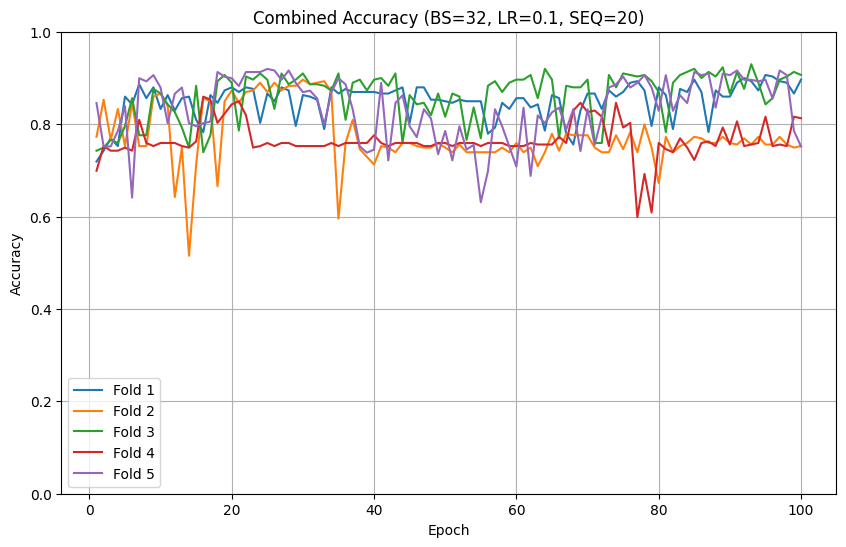 Combined Accuracy (BS=32, LR=0.1, SEQ=20)
1.0
0.8
0.6
0.4
0.2
0.0
Accuracy
Fold 1
Fold 2
Fold 3
Fold 4
Fold 5
0 20 40 60 80 100
Epoch